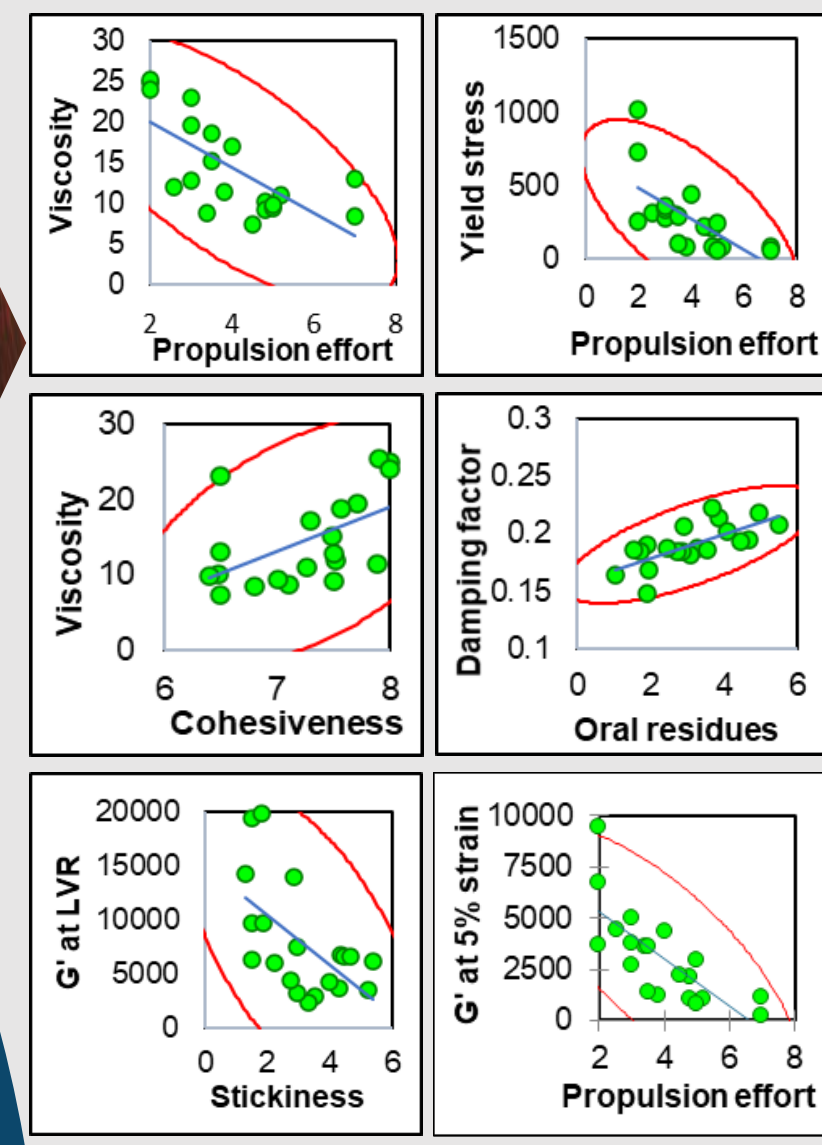 30
25
20
15
10
5
0
Viscosity
2 4 6 8
Propulsion effort
1500
1000
500
0
Yield stress
0 2 4 6 8
Propulsion effort
30
20
10
0
Viscosity
6 7 8
Cohesiveness
0.3
0.25
0.2
0.15
0.1
Damping factor
0 2 4 6
Oral residues
20000
15000
10000
5000
0
G' at LVR
0 2 4 6
Stickiness
10000
7500
5000
2500
0
G' at 5% strain
2 4 6 8
Propulsion effort